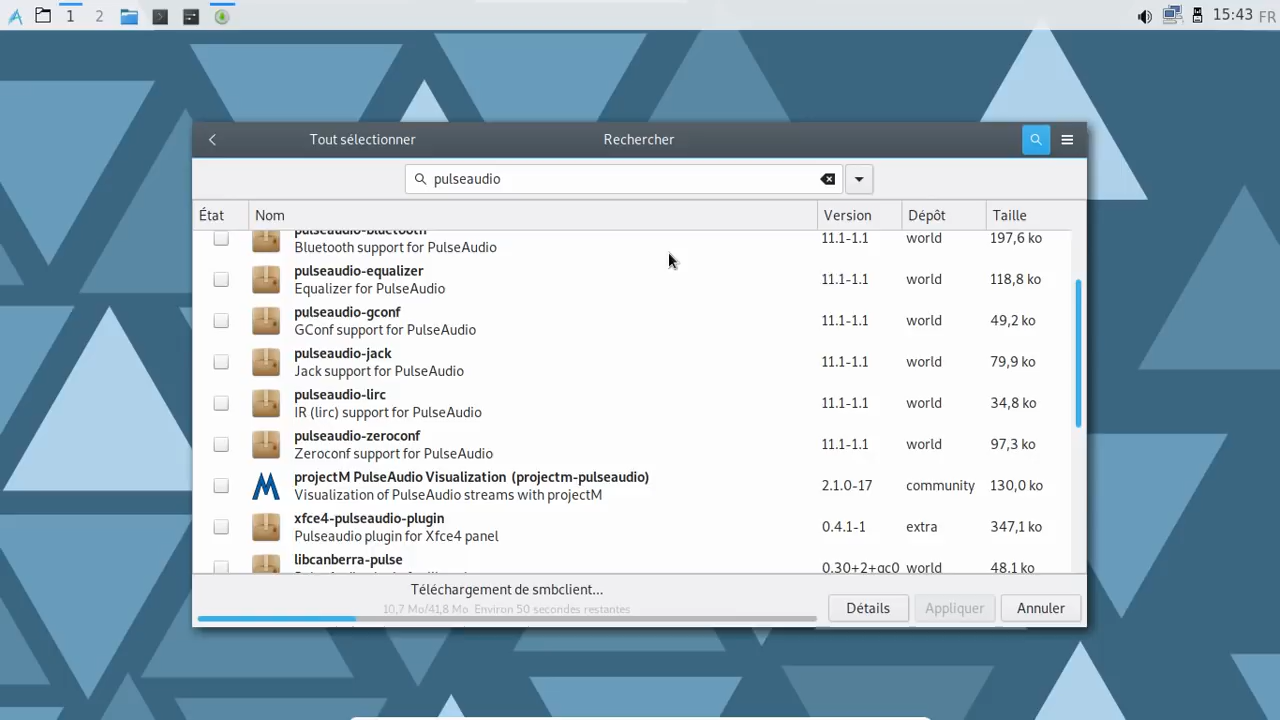 1 2 15:43 FR
Tout sélectionner Rechercher
pulseaudio
État Nom Version Dépôt Taille
pulseaudio-bluetooth
Bluetooth support for PulseAudio 11.1-1.1 world 197,6 ko
pulseaudio-equalizer
Equalizer for PulseAudio 11.1-1.1 world 118,8 ko
pulseaudio-gconf
GConf support for PulseAudio 11.1-1.1 world 49,2 ko
pulseaudio-jack
Jack support for PulseAudio 11.1-1.1 world 79,9 ko
pulseaudio-lirc
IR (lirc) support for PulseAudio 11.1-1.1 world 34,8 ko
pulseaudio-zeroconf
Zeroconf support for PulseAudio 11.1-1.1 world 97,3 ko
projectM PulseAudio Visualization (projectm-pulseaudio)
Visualization of PulseAudio streams with projectM 2.1.0-17 community 130,0 ko
xfce4-pulseaudio-plugin
Pulseaudio plugin for Xfce4 panel 0.4.1-1 extra 347,1 ko
libcanberra-pulse
0.30+2+gc0 world 48,1 ko
Téléchargement de smbclient...
10,7 Mo/41,8 Mo Environ 50 secondes restantes
Détails Appliquer Annuler